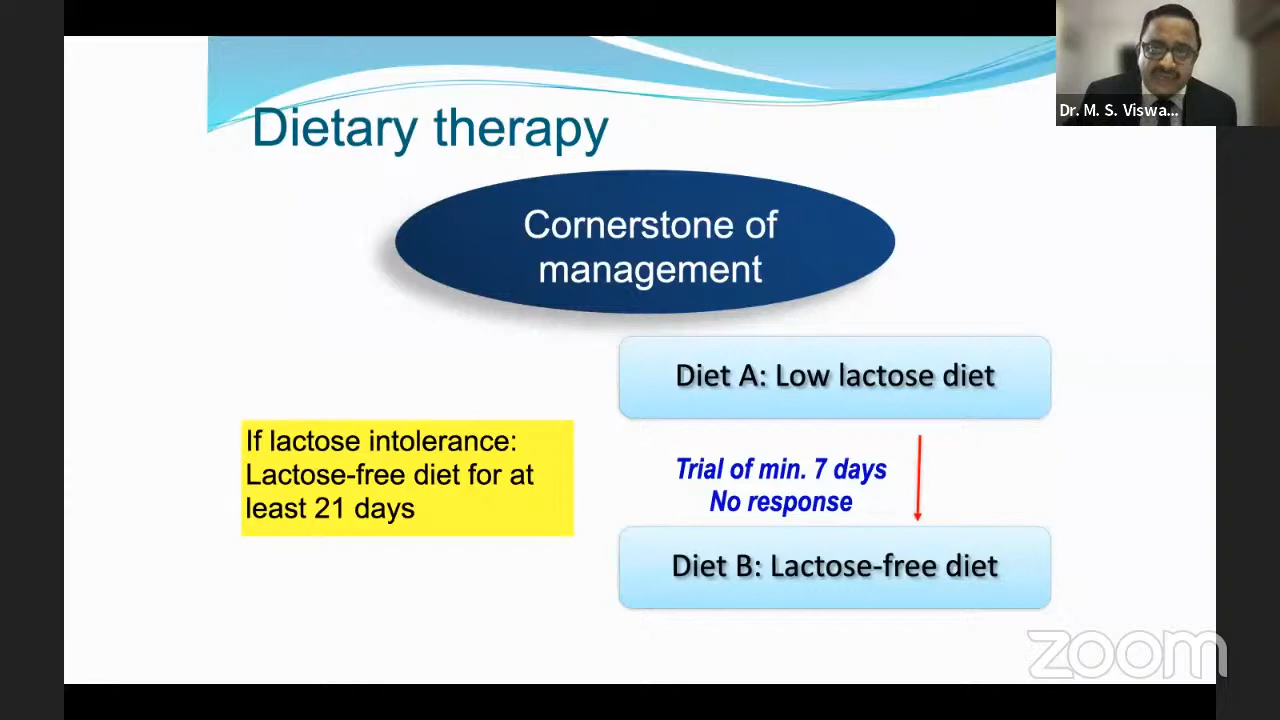 Dr. M. S. Viswa...
Dietary therapy
Cornerstone of
management
Diet A: Low lactose diet
If lactose intolerance:
Lactose-free diet for at
least 21 days
Trial of min. 7 days
No response
Diet B: Lactose-free diet
zoom